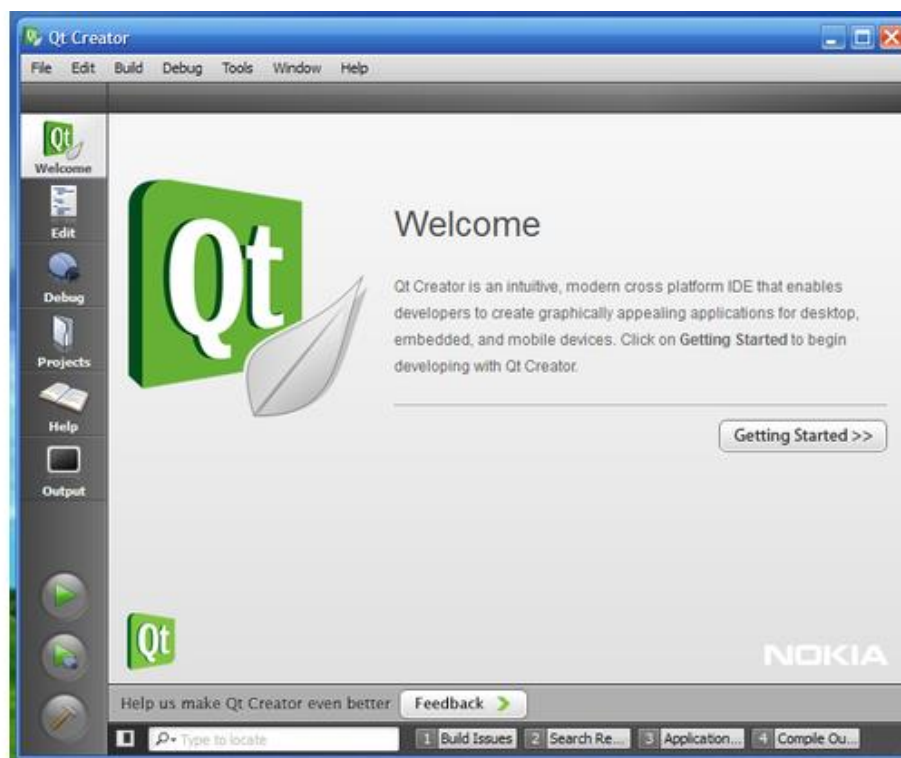 Qt Creator
File Edit Build Debug Tools Window Help
Qt
Welcome
Edit
Debug
Projects
Help
Output
Qt
Welcome
Qt Creator is an intuitive, modern cross platform IDE that enables
developers to create graphically appealing applications for desktop,
embedded, and mobile devices. Click on Getting Started to begin
developing with Qt Creator.
Getting Started >>
Qt
NOKIA
Help us make Qt Creator even better Feedback
Type to locate 1 Build Issues 2 Search Re... 3 Application... 4 Compile Ou...